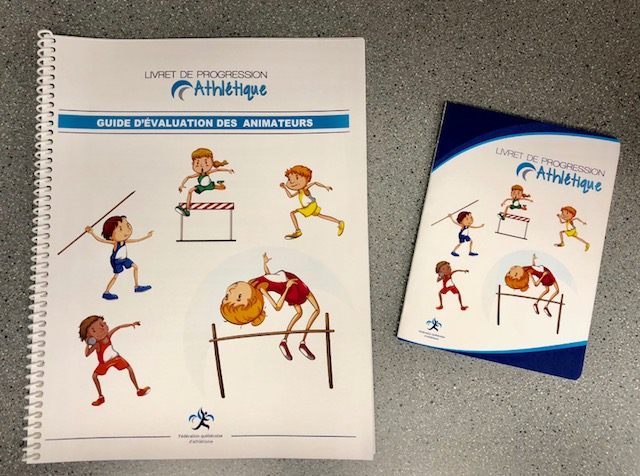 LIVRET DE PROGRESSION
Athlétique
GUIDE D'ÉVALUATION DES ANIMATEURS
Fédération québécoise
d'athlétisme
LIVRET DE PROGRESSION
Athlétique